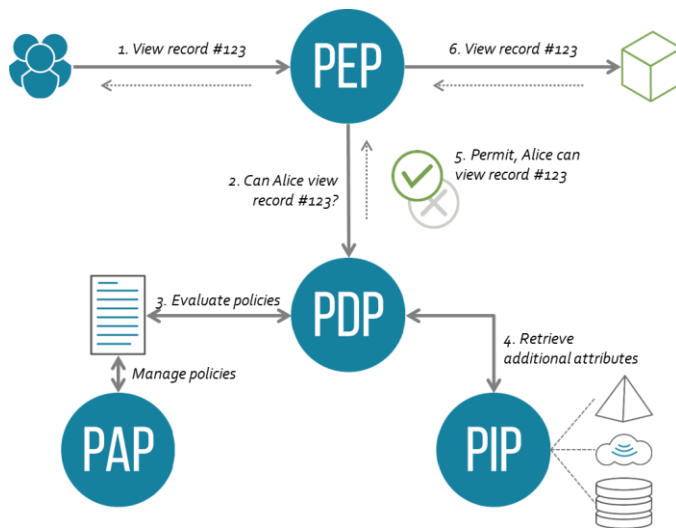 1. View record #123
PEP
6. View record #123
2. Can Alice view
record #123?
5. Permit, Alice can
view record #123
3. Evaluate policies
PDP
4. Retrieve
additional attributes
Manage policies
PAP
PIP